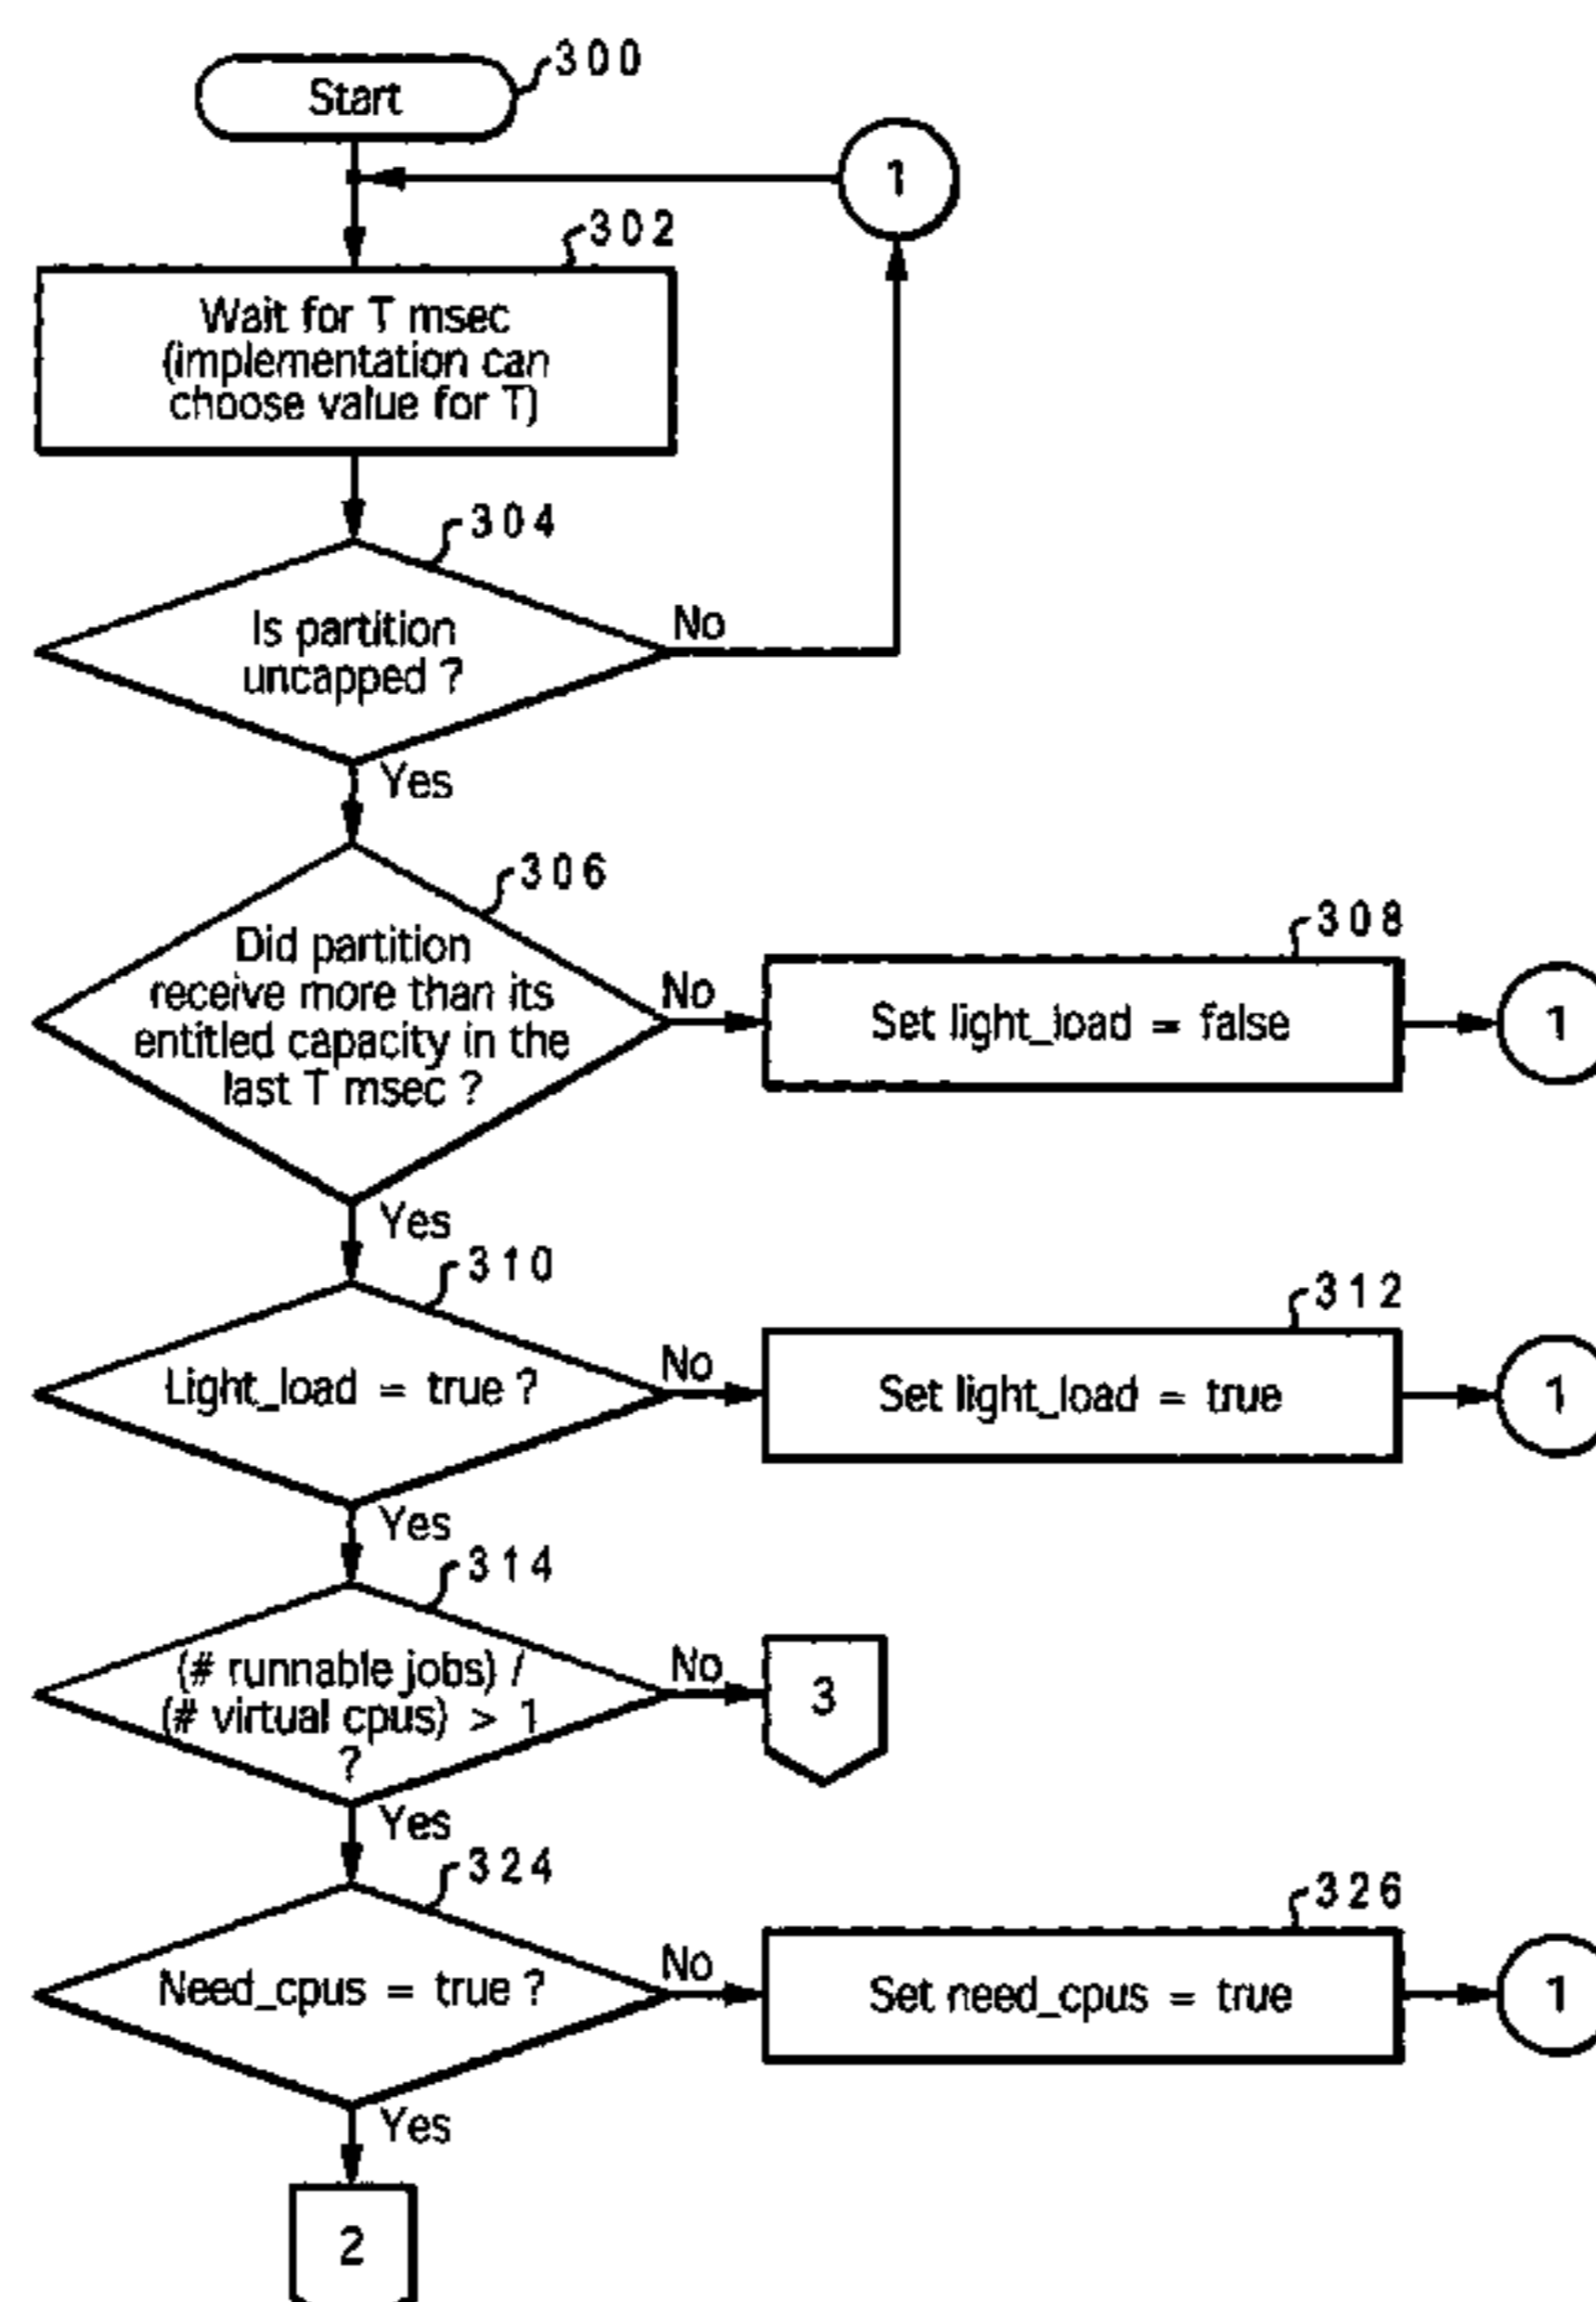 Start
300
1
302
Wait for T msec
(implementation can
choose value for T)
304
Is partition
uncapped ?
No
Yes
306
Did partition
receive more than its
entitled capacity in the
last T msec ?
No
308
Set light_load = false
1
Yes
310
Light_load = true ?
No
312
Set light_load = true
1
Yes
314
(# runnable jobs) /
(# virtual cpus) > 1
?
No
3
Yes
324
Need_cpus = true ?
No
326
Set need_cpus = true
1
Yes
2